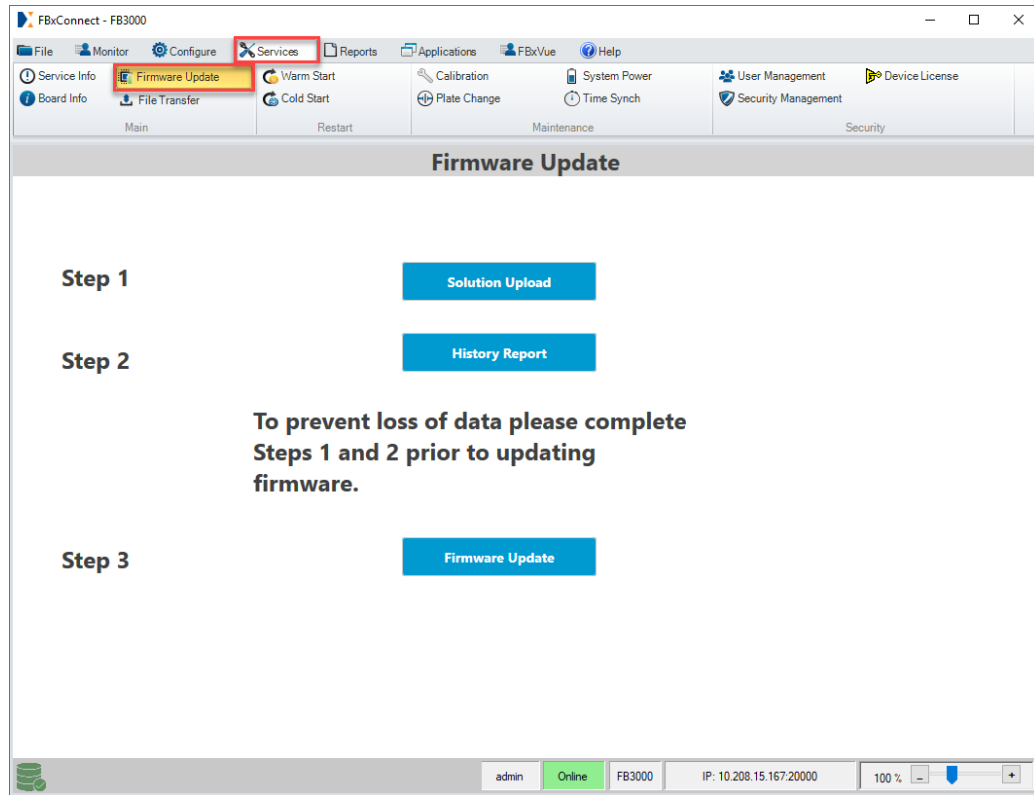 FBxConnect - FB3000
File Monitor Configure Services Reports Applications FBxVue Help
Service Info Firmware Update Warm Start Calibration System Power User Management Device License
Board Info File Transfer Cold Start Plate Change Time Synch Security Management
Main Restart Maintenance Security
Firmware Update
Step 1 Solution Upload
Step 2 History Report
To prevent loss of data please complete
Steps 1 and 2 prior to updating
firmware.
Step 3 Firmware Update
admin Online FB3000 IP: 10.208.15.167:20000 100 % - +